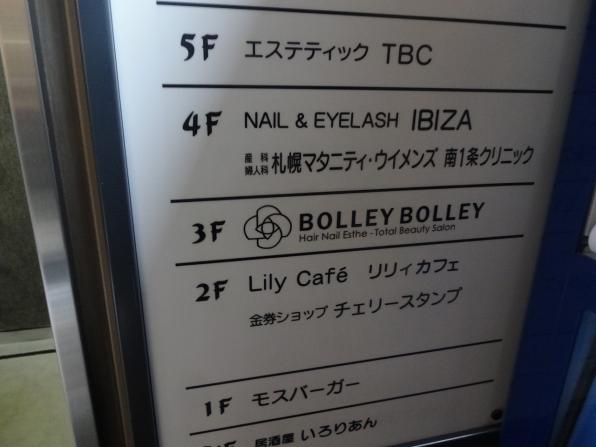 5F エステティック TBC
4F NAIL & EYELASH IBIZA
産科
婦人科 札幌マタニティ・ウイメンズ 南1条クリニック
3F BOLLEY BOLLEY
Hair Nail Esthe - Total Beauty Salon
2F Lily Café リリィカフェ
金券ショップ チェリースタンプ
1F モスバーガー
居酒屋 いろりあん